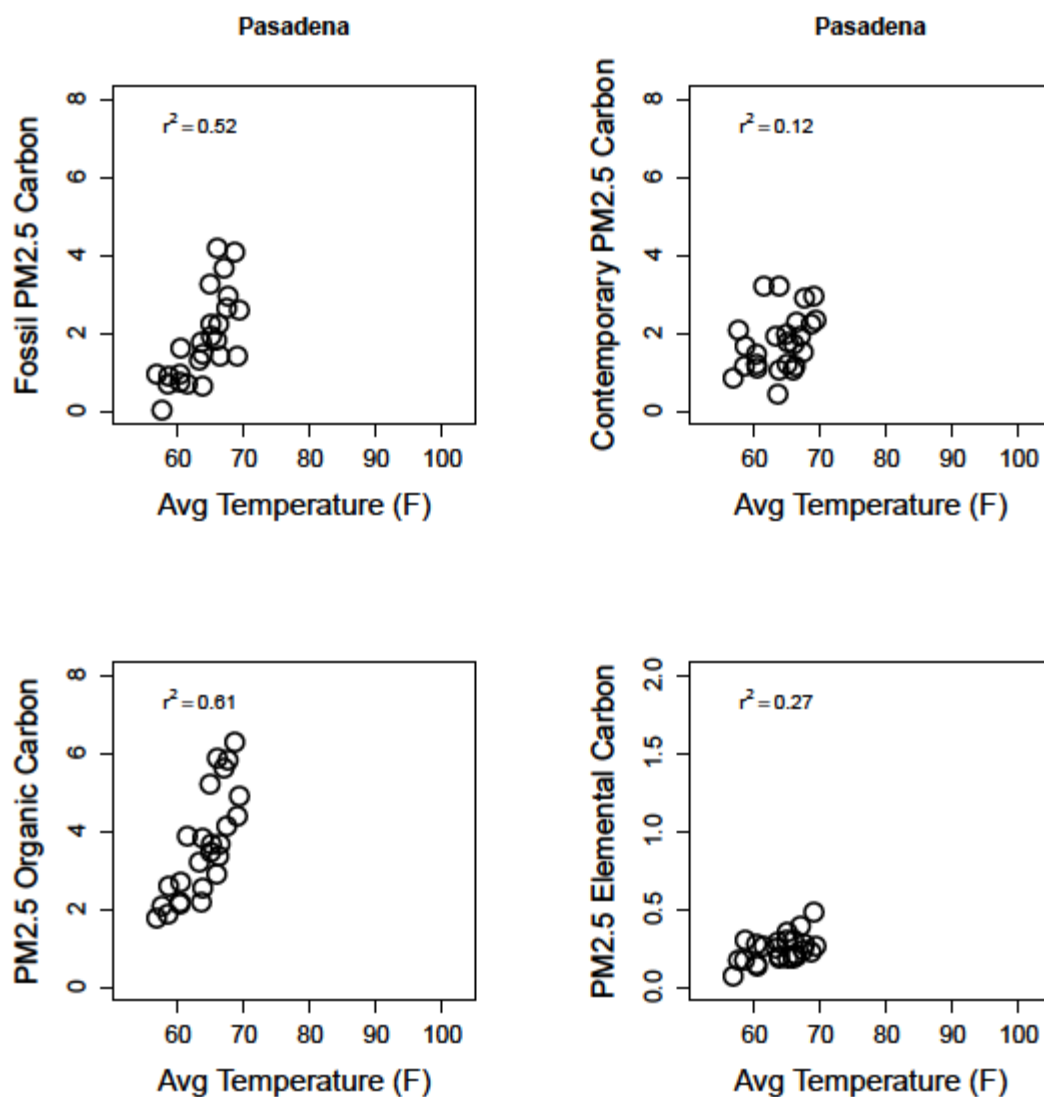 Pasadena
Fossil PM2.5 Carbon
8
6
4
2
0
r² = 0.52
60 70 80 90 100
Avg Temperature (F)
Pasadena
Contemporary PM2.5 Carbon
8
6
4
2
0
r² = 0.12
60 70 80 90 100
Avg Temperature (F)
PM2.5 Organic Carbon
8
6
4
2
0
r² = 0.61
60 70 80 90 100
Avg Temperature (F)
PM2.5 Elemental Carbon
2.0
1.5
1.0
0.5
0.0
r² = 0.27
60 70 80 90 100
Avg Temperature (F)